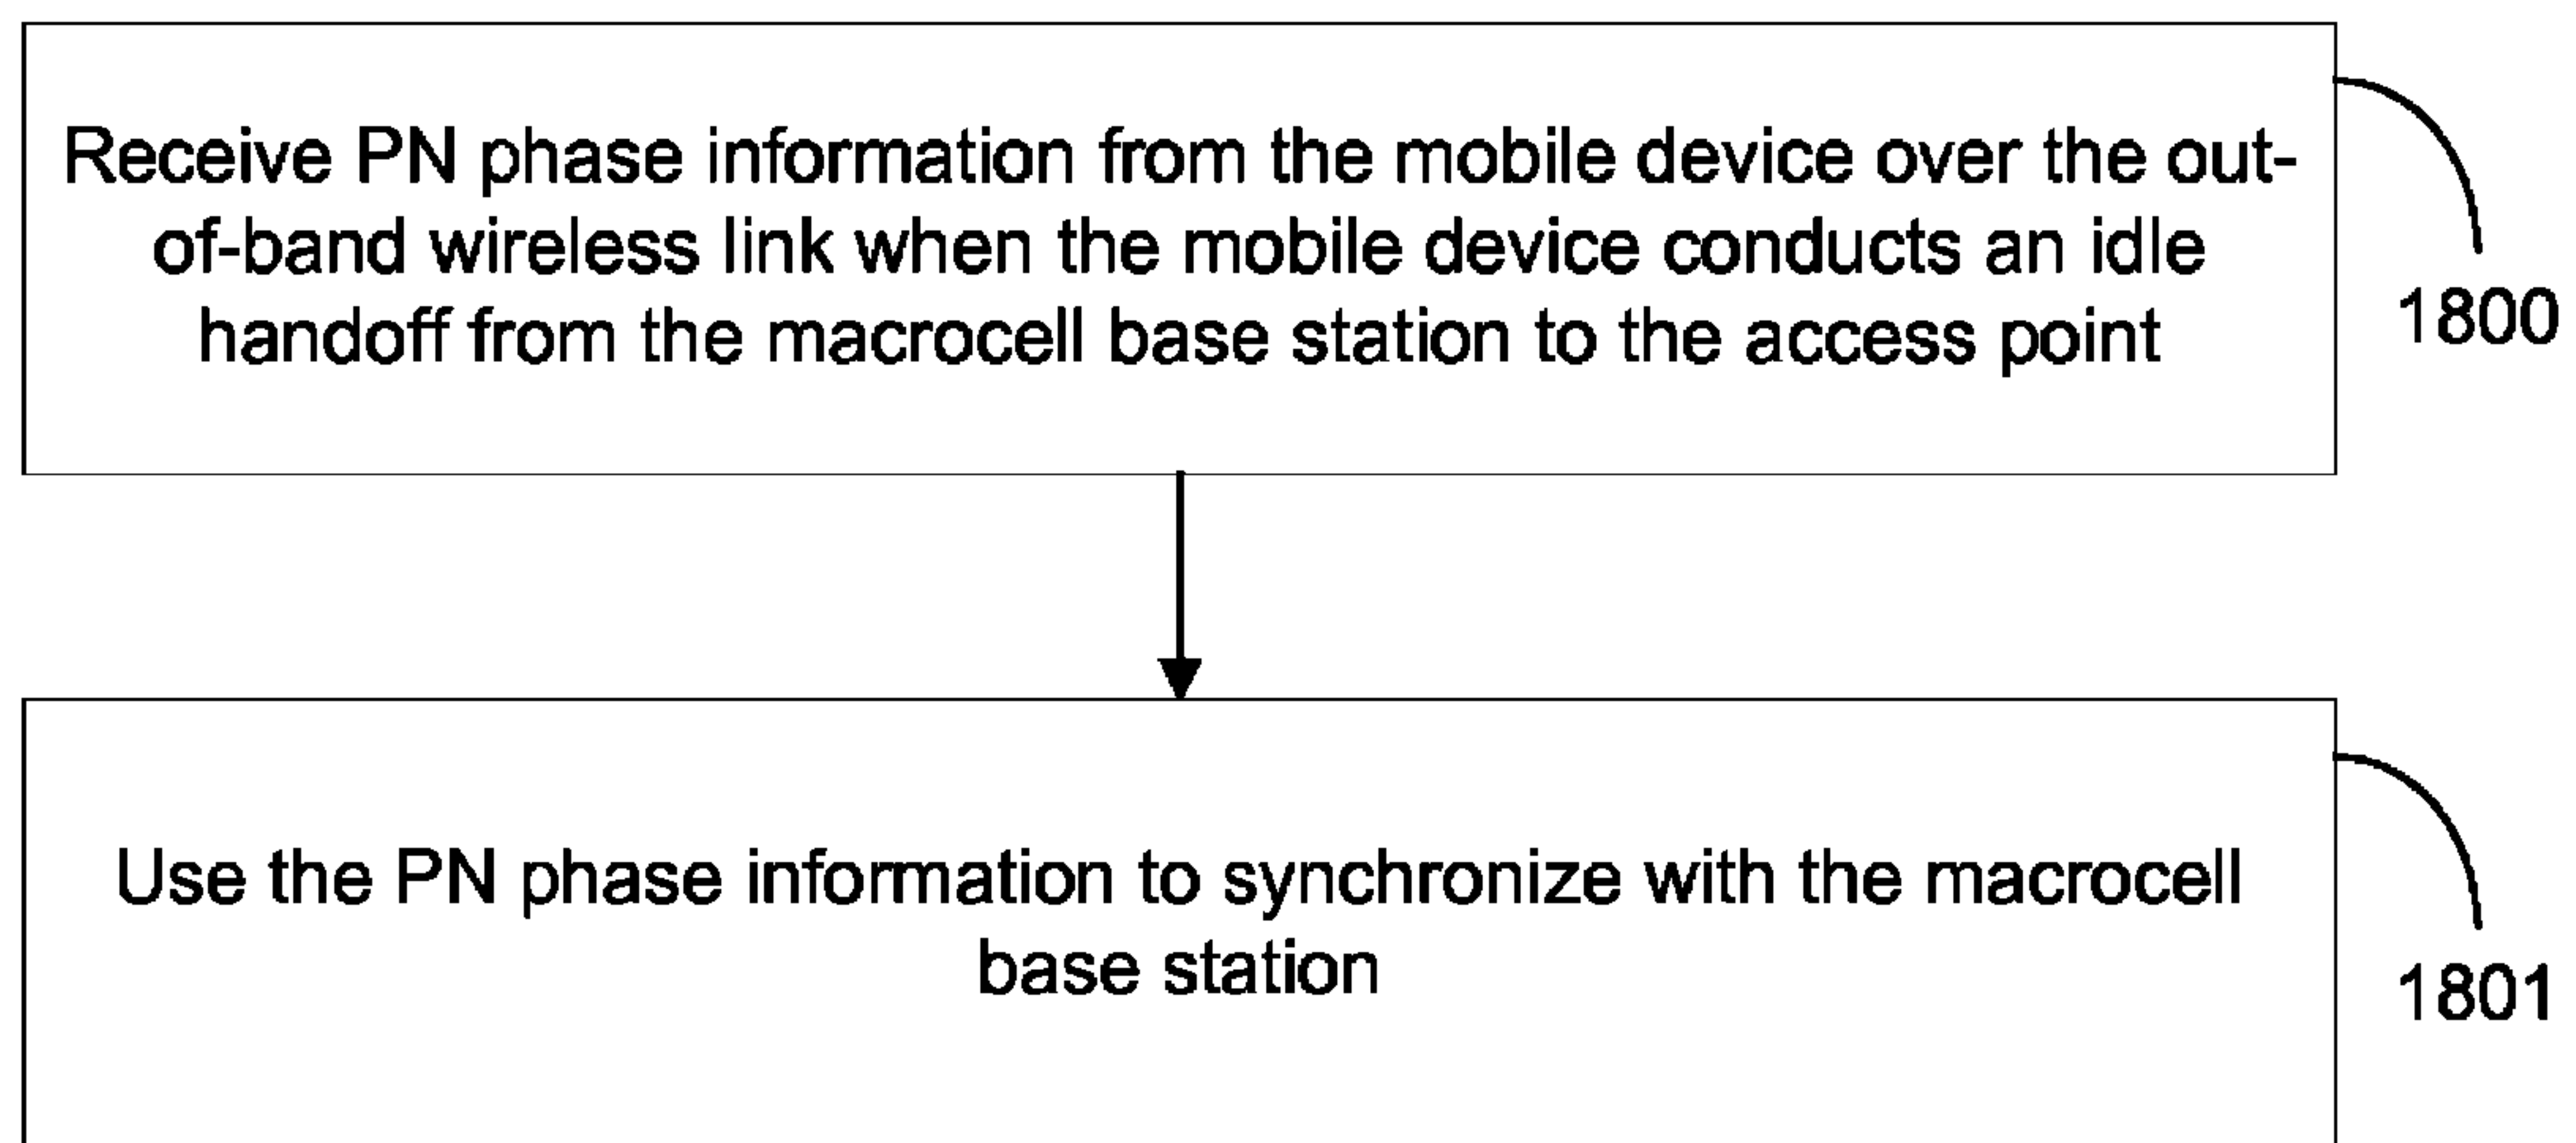 Receive PN phase information from the mobile device over the out-
of-band wireless link when the mobile device conducts an idle
handoff from the macrocell base station to the access point
1800
Use the PN phase information to synchronize with the macrocell
base station
1801